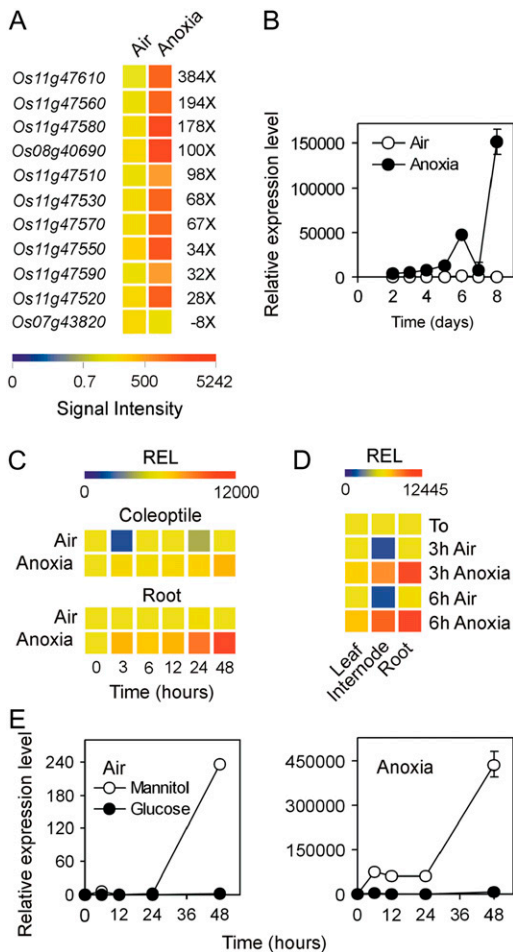 A
Air Anoxia
Os11g47610 384X
Os11g47560 194X
Os11g47580 178X
Os08g40690 100X
Os11g47510 98X
Os11g47530 68X
Os11g47570 67X
Os11g47550 34X
Os11g47590 32X
Os11g47520 28X
Os07g43820 -8X
0 0.7 500 5242
Signal Intensity
B
Relative expression level
150000
100000
50000
0
Air
Anoxia
0 2 4 6 8
Time (days)
C
REL
0 12000
Coleoptile
Air
Anoxia
Root
Air
Anoxia
0 3 6 12 24 48
Time (hours)
D
REL
0 12445
To
3h Air
3h Anoxia
6h Air
6h Anoxia
Leaf Internode Root
E
Relative expression level
240
180
120
60
0
Air
Mannitol
Glucose
0 12 24 36 48
450000
300000
150000
0
Anoxia
0 12 24 36 48
Time (hours)